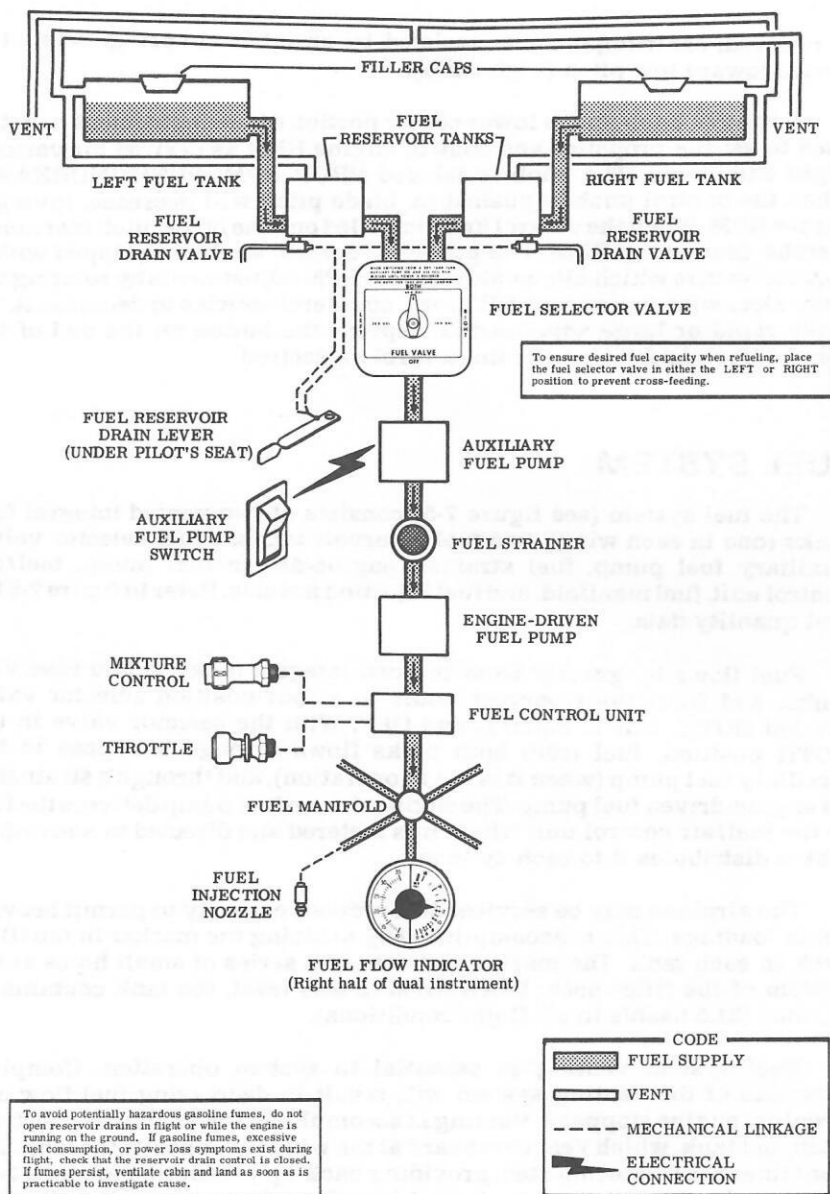 FILLER CAPS
VENT
FUEL
RESERVOIR TANKS
VENT
LEFT FUEL TANK
RIGHT FUEL TANK
FUEL
RESERVOIR
DRAIN VALVE
FUEL
RESERVOIR
DRAIN VALVE
BOTH
LEFT
RIGHT
FUEL VALVE
OFF
FUEL SELECTOR VALVE
To ensure desired fuel capacity when refueling, place
the fuel selector valve in either the LEFT or RIGHT
position to prevent cross-feeding.
FUEL RESERVOIR
DRAIN LEVER
(UNDER PILOT'S SEAT)
AUXILIARY
FUEL PUMP
AUXILIARY
FUEL PUMP
SWITCH
FUEL STRAINER
ENGINE-DRIVEN
FUEL PUMP
MIXTURE
CONTROL
FUEL CONTROL UNIT
THROTTLE
FUEL MANIFOLD
FUEL
INJECTION
NOZZLE
FUEL FLOW INDICATOR
(Right half of dual instrument)
CODE
FUEL SUPPLY
VENT
MECHANICAL LINKAGE
ELECTRICAL
CONNECTION
To avoid potentially hazardous gasoline fumes, do not
open reservoir drains in flight or while the engine is
running on the ground. If gasoline fumes, excessive
fuel consumption, or power loss symptoms exist during
flight, check that the reservoir drain control is closed.
If fumes persist, ventilate cabin and land as soon as is
practicable to investigate cause.